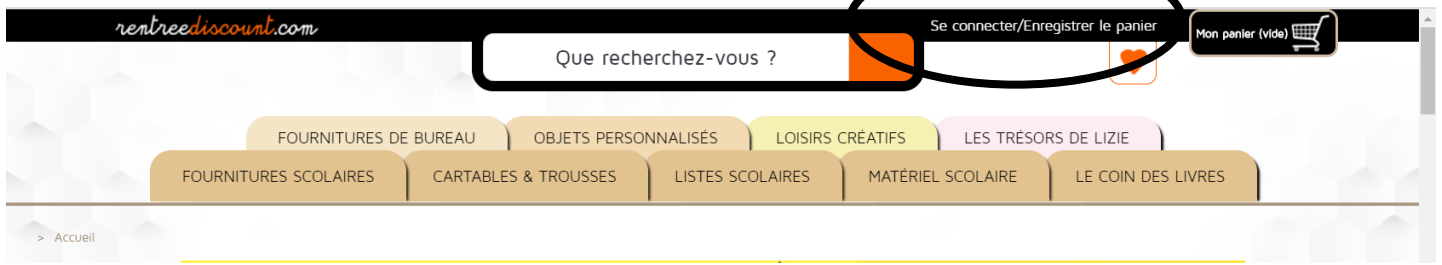 rentreediscount.com
Se connecter/Enregistrer le panier
Mon panier (vide)
Que recherchez-vous ?
FOURNITURES DE BUREAU
OBJETS PERSONNALISÉS
LOISIRS CRÉATIFS
LES TRÉSORS DE LIZIE
FOURNITURES SCOLAIRES
CARTABLES & TROUSSES
LISTES SCOLAIRES
MATÉRIEL SCOLAIRE
LE COIN DES LIVRES
> Accueil